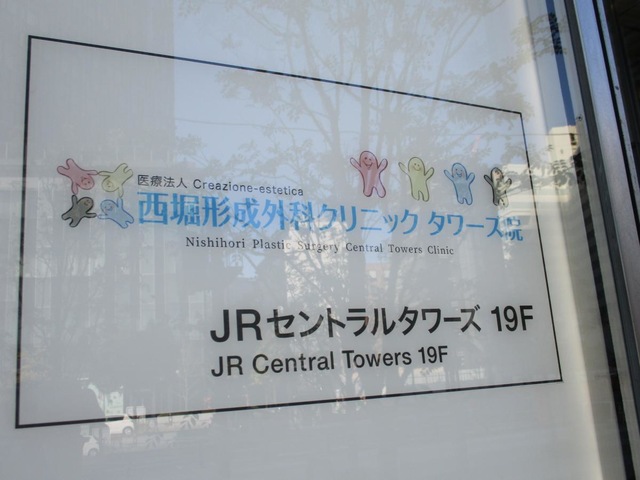 医療法人 Creazione-estetica
西堀形成外科クリニック タワーズ院
Nishihori Plastic Surgery Central Towers Clinic
JRセントラルタワーズ 19F
JR Central Towers 19F